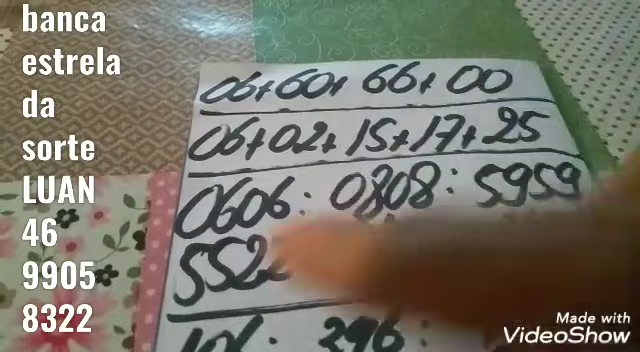 banca
estrela
da
sorte
LUAN
46
9905
8322
06+60+66+00
06+02+15+17+25
0606: 0808: 5959
296
Made with
VideoShow